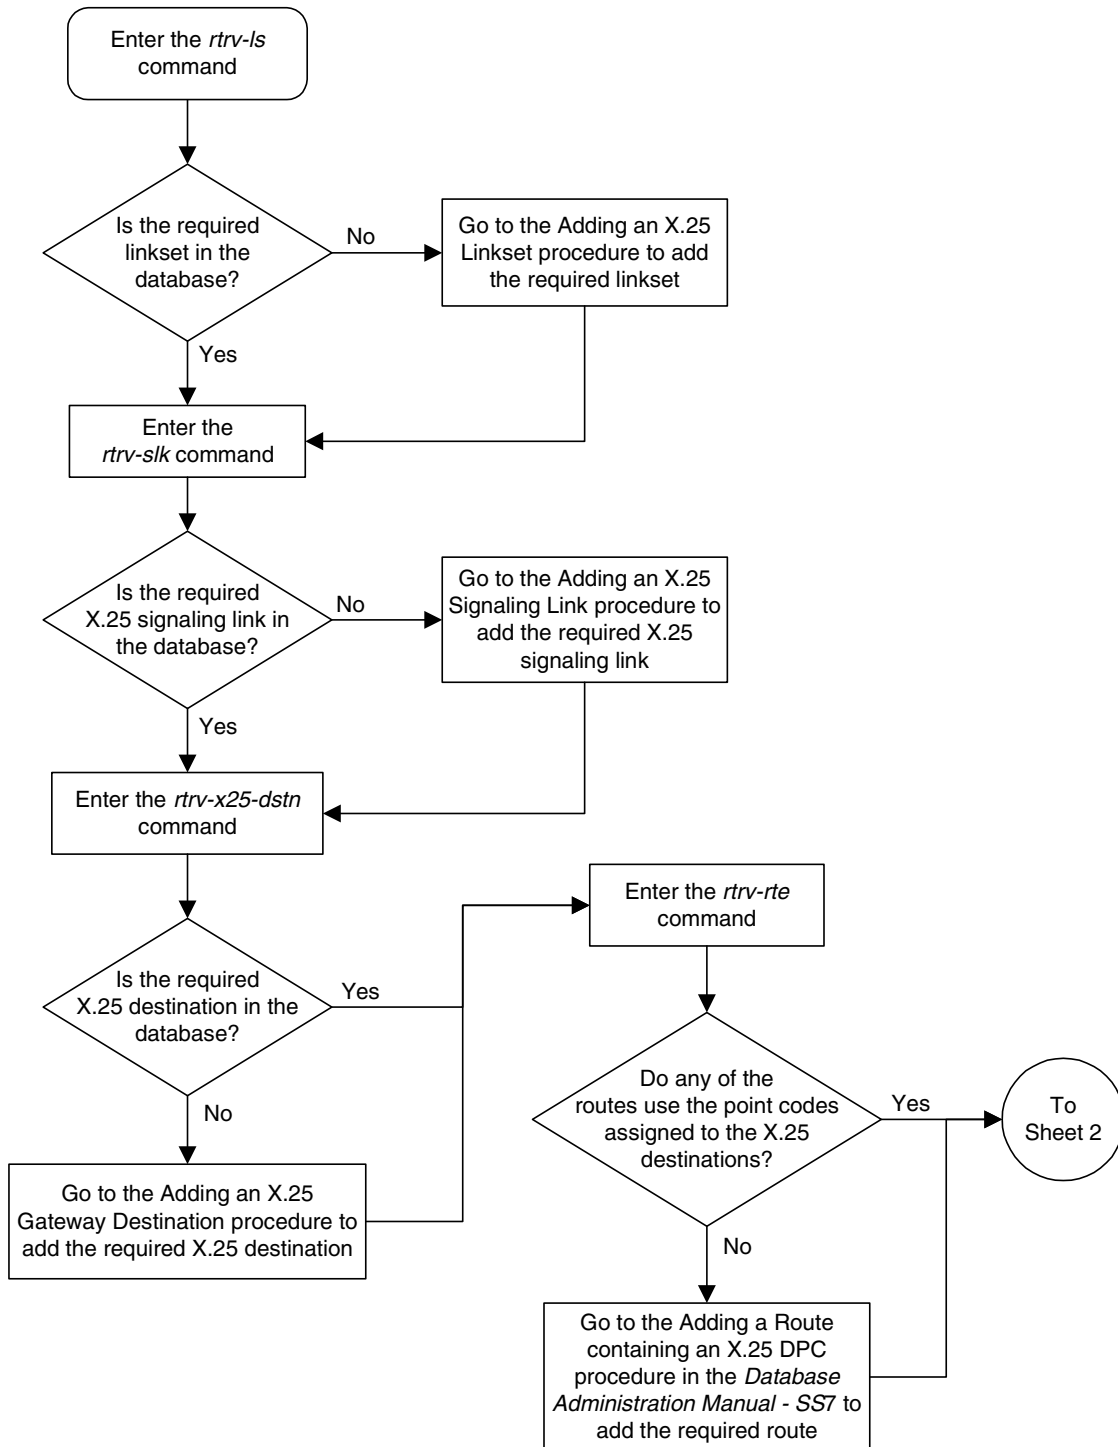 Enter the rtrv-ls
command
Is the required
linkset in the
database?
No
Go to the Adding an X.25
Linkset procedure to add
the required linkset
Yes
Enter the
rtrv-slk command
Is the required
X.25 signaling link in
the database?
No
Go to the Adding an X.25
Signaling Link procedure to
add the required X.25
signaling link
Yes
Enter the rtrv-x25-dstn
command
Is the required
X.25 destination in the
database?
Yes
No
Go to the Adding an X.25
Gateway Destination procedure to
add the required X.25 destination
Enter the rtrv-rte
command
Do any of the
routes use the point codes
assigned to the X.25
destinations?
Yes
To
Sheet 2
No
Go to the Adding a Route
containing an X.25 DPC
procedure in the Database
Administration Manual - SS7 to
add the required route